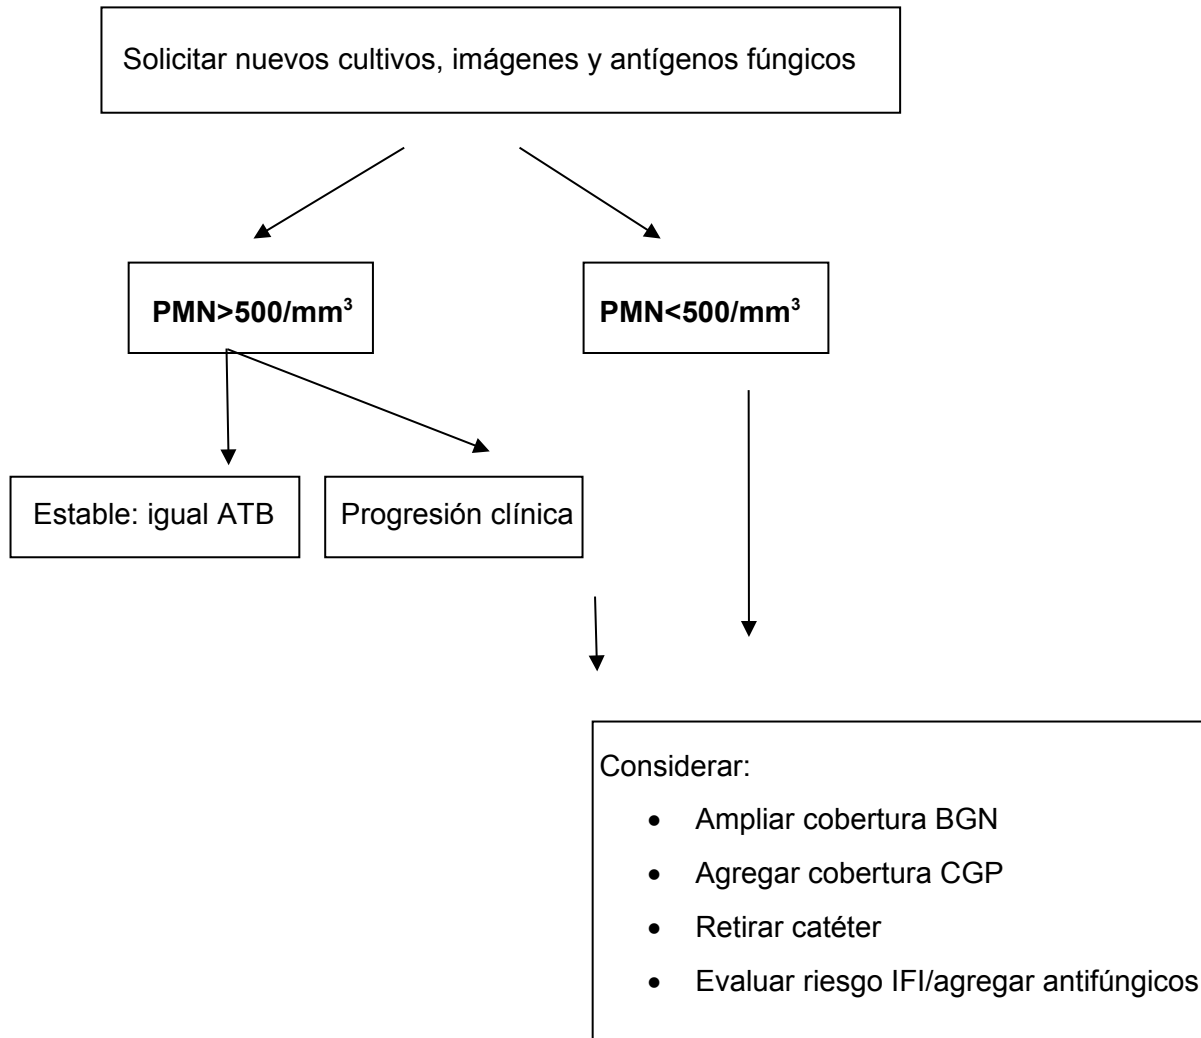 Solicitar nuevos cultivos, imágenes y antígenos fúngicos
PMN>500/mm³
PMN<500/mm³
Estable: igual ATB
Progresión clínica
Considerar:
• Ampliar cobertura BGN
• Agregar cobertura CGP
• Retirar catéter
• Evaluar riesgo IFI/agregar antifúngicos